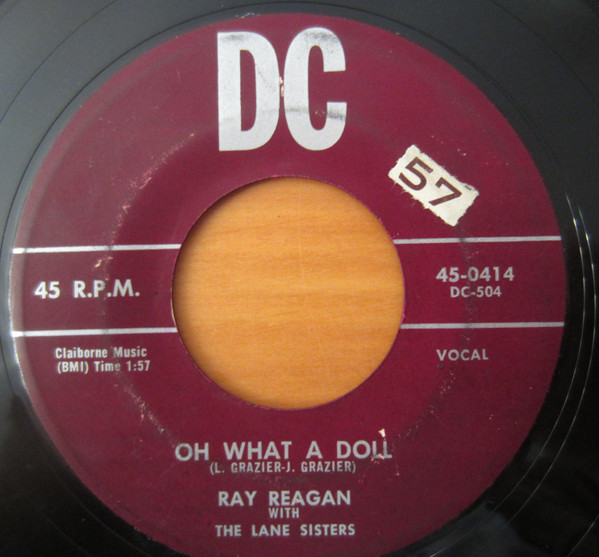 DC
57
45 R.P.M.
45-0414
DC-504
Claiborne Music
(BMI) Time 1:57
VOCAL
OH WHAT A DOLL
(L. GRAZIER-J. GRAZIER)
RAY REAGAN
WITH
THE LANE SISTERS